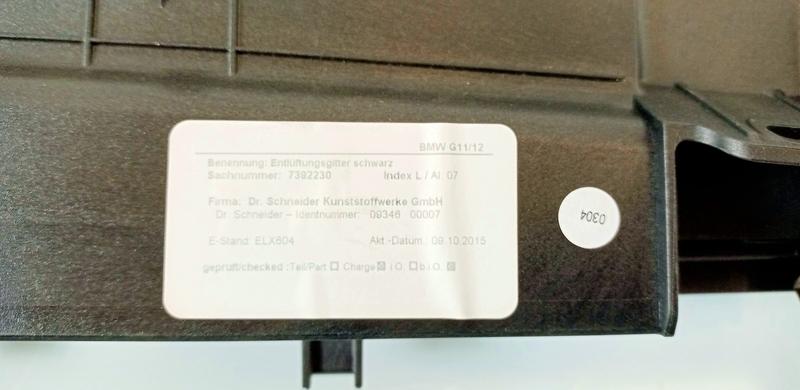 BMW G11/12
Benennung: Entlüftungsgitter schwarz
Sachnummer: 7392230 Index L / AI 07
Firma: Dr. Schneider Kunststoffwerke GmbH
Dr. Schneider – Identnummer: 09346 00007
E-Stand: ELX604 Akt.-Datum.: 09.10.2015
geprüft/checked :Teil/Part ☐ Charge ☒ i.O. ☐ b.i.O. ☒
0304